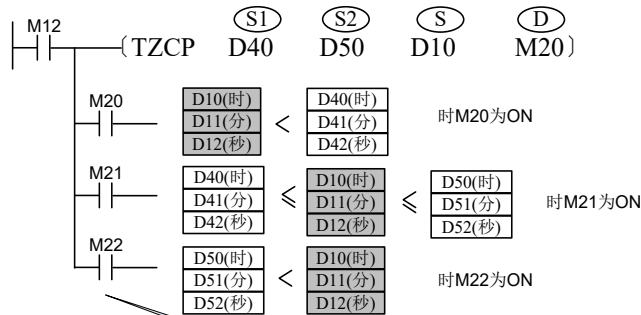 S1 S2 S D
M12
TZCP D40 D50 D10 M20
M20
D10(时) < D40(时) 时M20为ON
D11(分) D41(分)
D12(秒) D42(秒)
M21
D40(时) ≤ D10(时) ≤ D50(时) 时M21为ON
D41(分) D11(分) D51(分)
D42(秒) D12(秒) D52(秒)
M22
D50(时) < D10(时) 时M22为ON
D51(分) D11(分)
D52(秒) D12(秒)